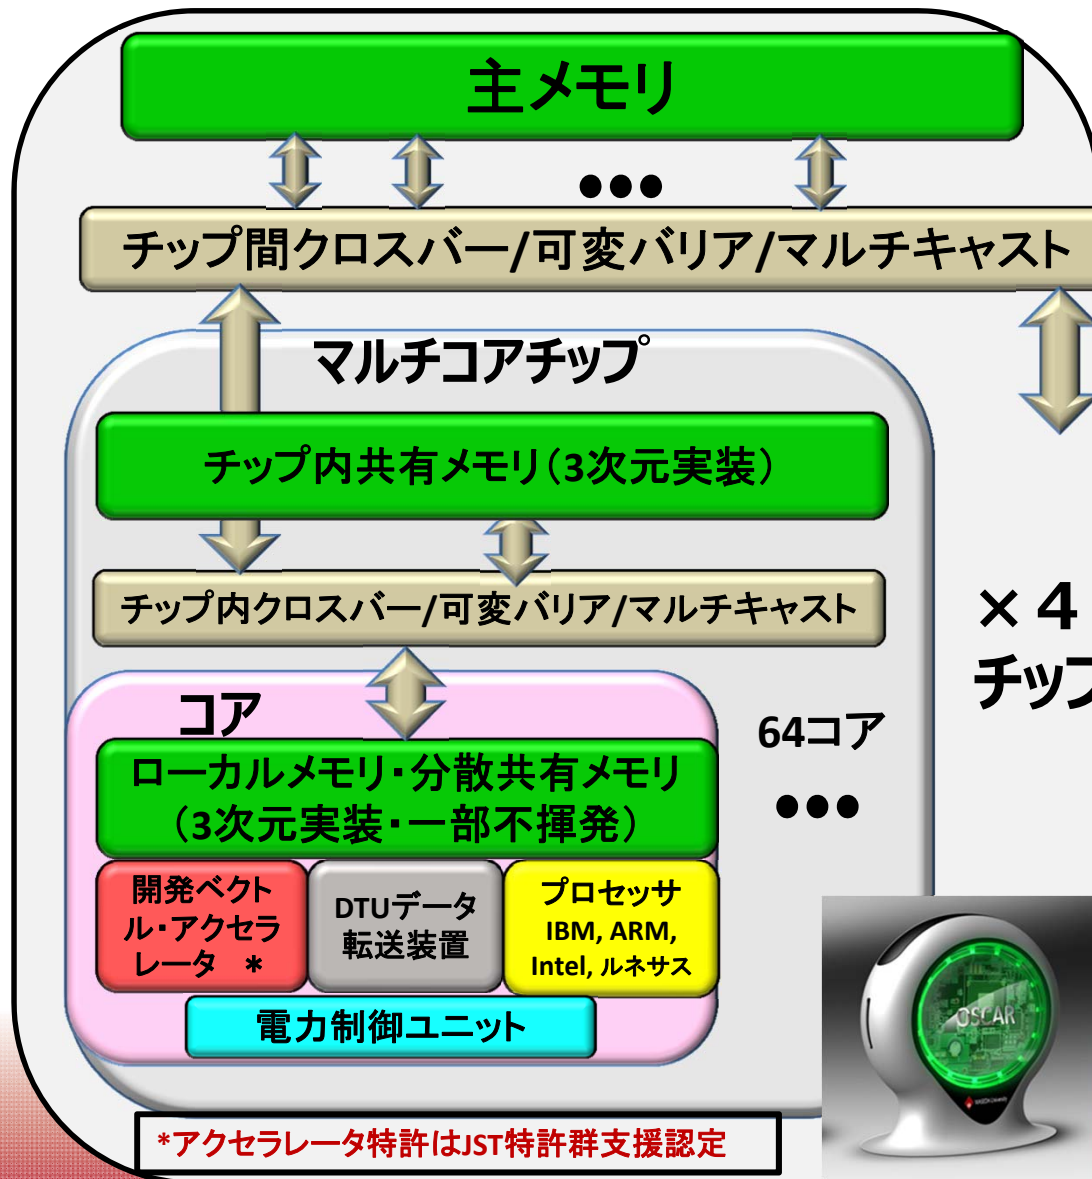 主メモリ
●●●
チップ間クロスバー/可変バリア/マルチキャスト
マルチコアチップ
チップ内共有メモリ(3次元実装)
チップ内クロスバー/可変バリア/マルチキャスト
×4
チップ
コア
64コア
●●●
ローカルメモリ・分散共有メモリ
(3次元実装・一部不揮発)
開発ベクト
ル・アクセラ
レータ *
DTUデータ
転送装置
プロセッサ
IBM, ARM,
Intel, ルネサス
電力制御ユニット
OSCAR
*アクセラレータ特許はJST特許群支援認定